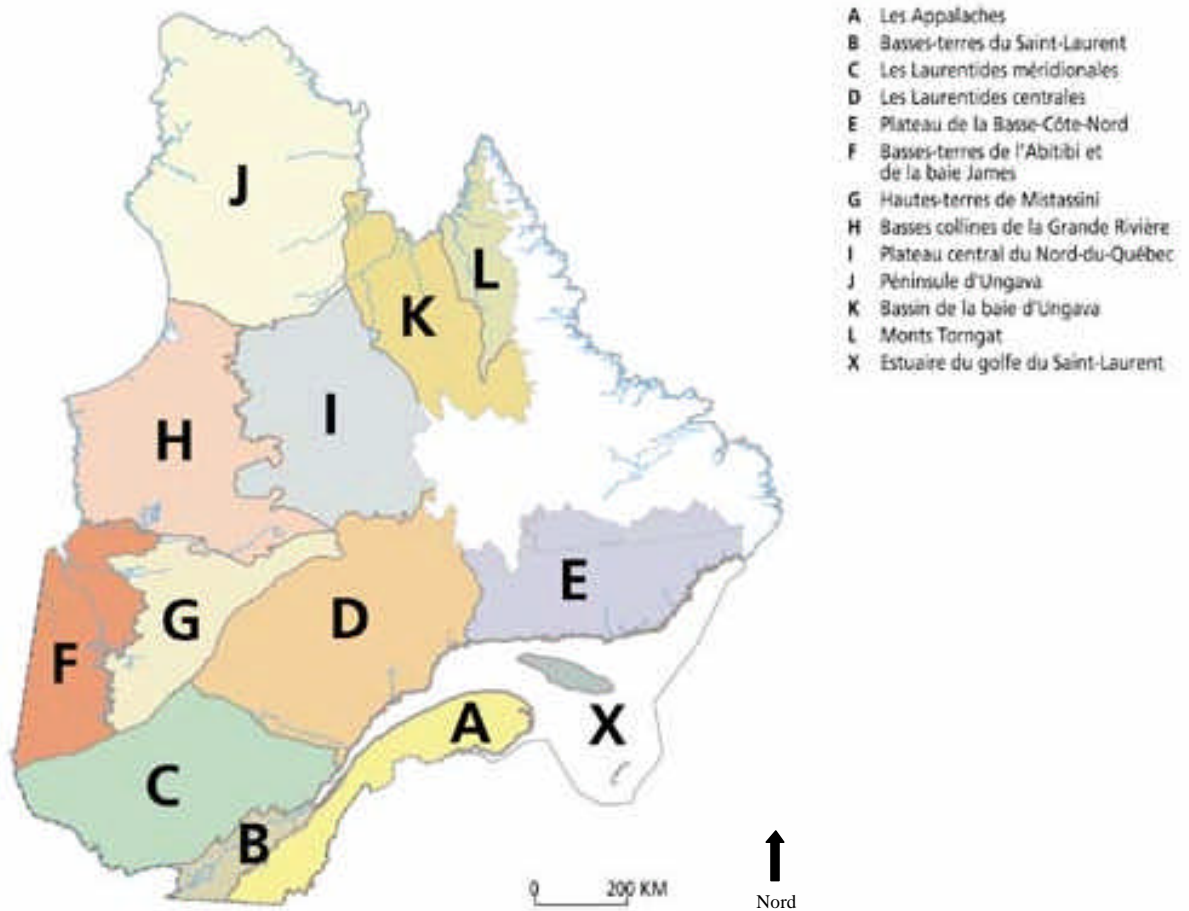 A Les Appalaches
B Basses-terres du Saint-Laurent
C Les Laurentides méridionales
D Les Laurentides centrales
E Plateau de la Basse-Côte-Nord
F Basses-terres de l'Abitibi et
de la baie James
G Hautes-terres de Mistassini
H Basses collines de la Grande Rivière
I Plateau central du Nord-du-Québec
J Péninsule d'Ungava
K Bassin de la baie d'Ungava
L Monts Torngat
X Estuaire du golfe du Saint-Laurent
J
L
K
I
H
E
D
G
F
A
X
C
B
0 200 KM
Nord